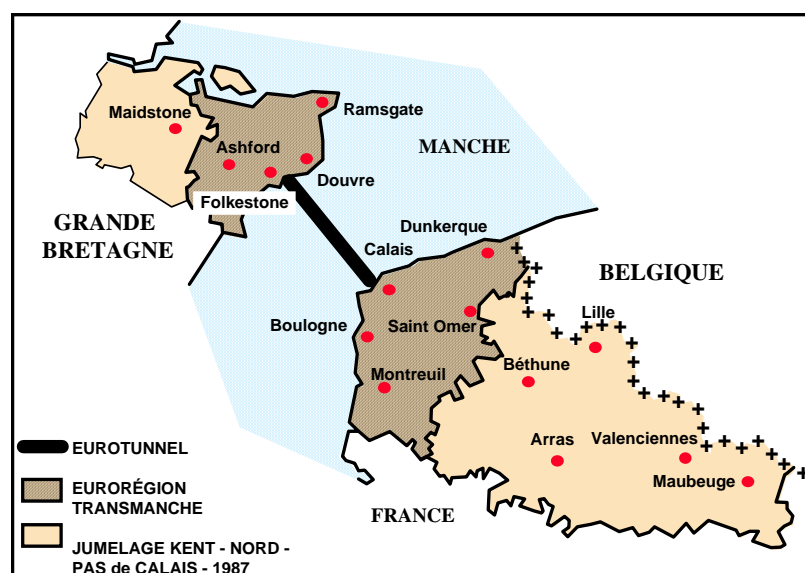 Maidstone
Ramsgate
Ashford
MANCHE
Douvre
Folkestone
GRANDE
BRETAGNE
Dunkerque
Calais
BELGIQUE
Lille
Boulogne
Saint Omer
Béthune
Montreuil
Arras
Valenciennes
Maubeuge
EUROTUNNEL
EURORÉGION
TRANSMANCHE
FRANCE
JUMELAGE KENT - NORD -
PAS de CALAIS - 1987